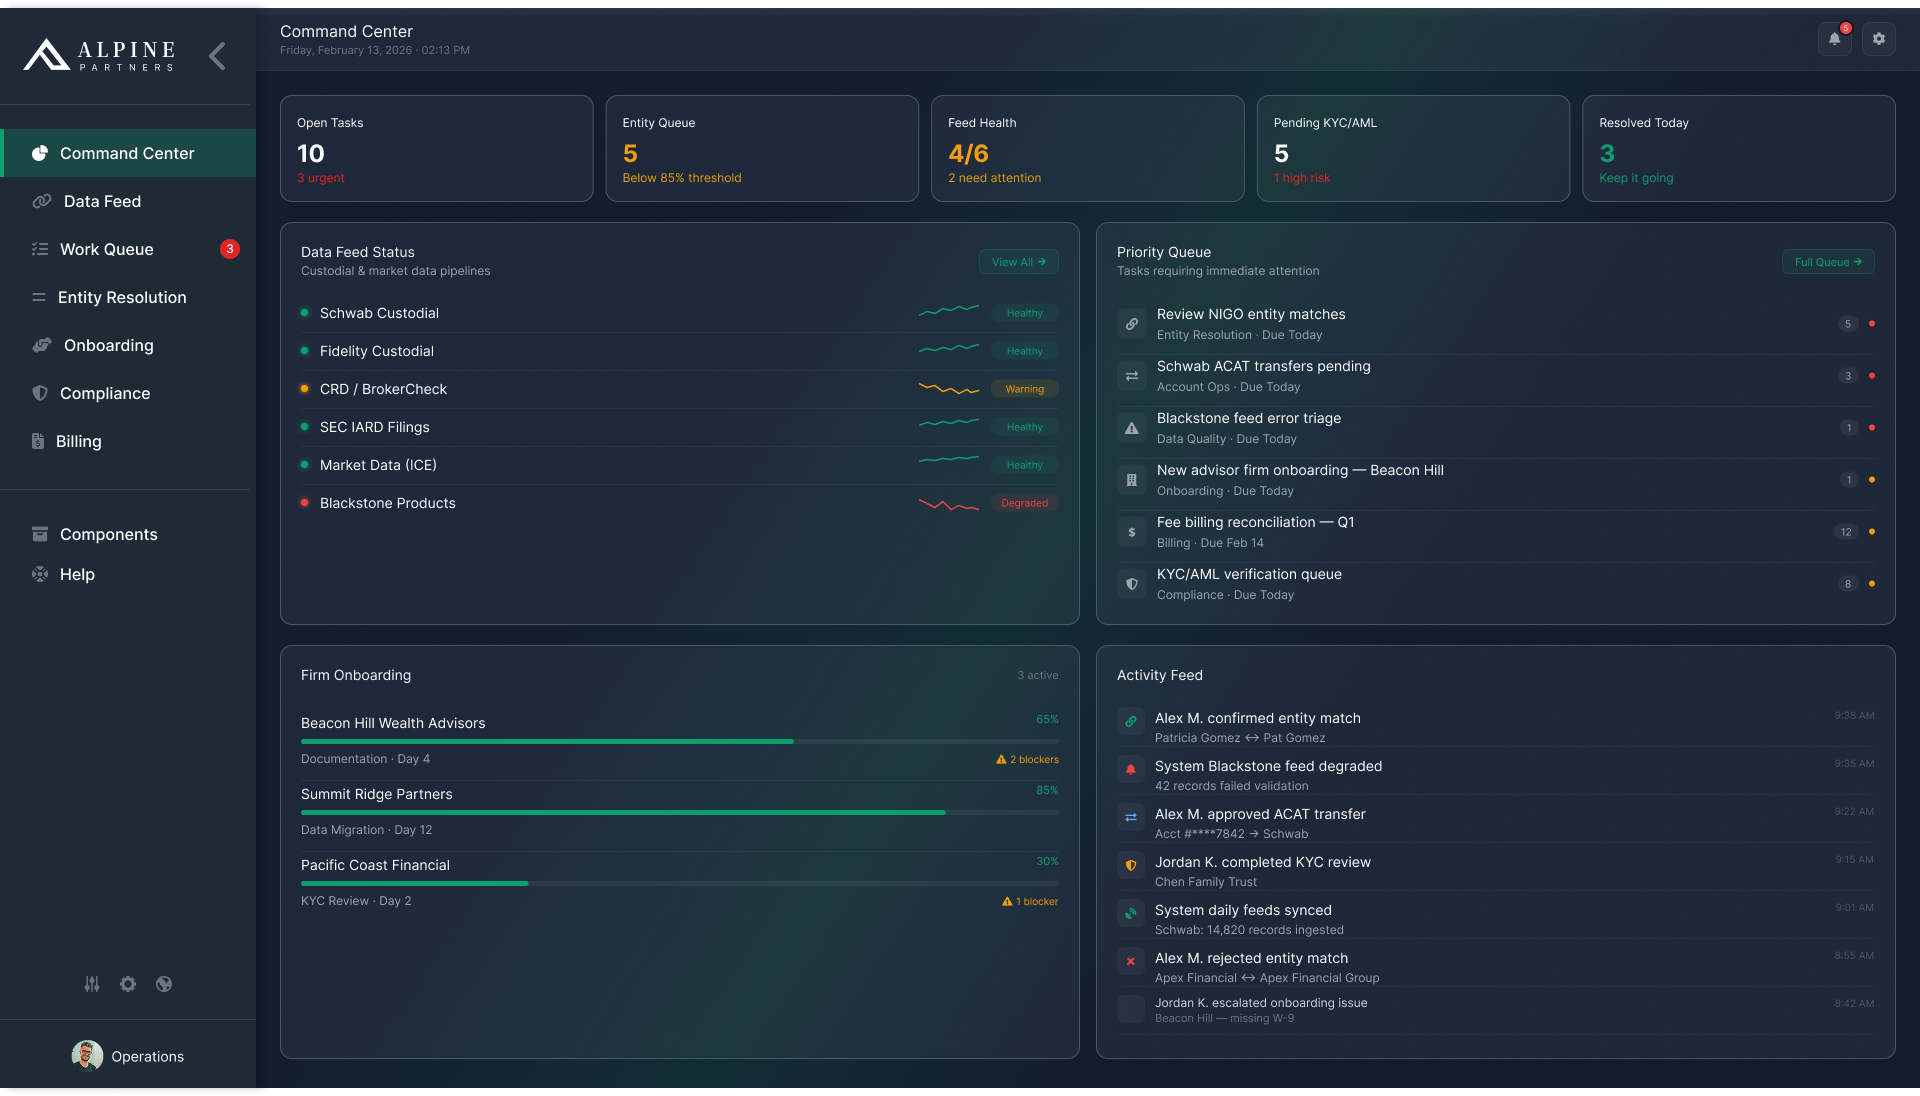 ALPINE
PARTNERS
Command Center
Data Feed
Work Queue
3
Entity Resolution
Onboarding
Compliance
Billing
Components
Help
Operations
Command Center
Friday, February 13, 2026 · 02:13 PM
5
Open Tasks
10
3 urgent
Entity Queue
5
Below 85% threshold
Feed Health
4/6
2 need attention
Pending KYC/AML
5
1 high risk
Resolved Today
3
Keep it going
Data Feed Status
Custodial & market data pipelines
View All →
Schwab Custodial
Healthy
Fidelity Custodial
Healthy
CRD / BrokerCheck
Warning
SEC IARD Filings
Healthy
Market Data (ICE)
Healthy
Blackstone Products
Degraded
Priority Queue
Tasks requiring immediate attention
Full Queue →
Review NIGO entity matches
Entity Resolution · Due Today
5
Schwab ACAT transfers pending
Account Ops · Due Today
3
Blackstone feed error triage
Data Quality · Due Today
1
New advisor firm onboarding — Beacon Hill
Onboarding · Due Today
1
Fee billing reconciliation — Q1
Billing · Due Feb 14
12
KYC/AML verification queue
Compliance · Due Today
8
Firm Onboarding
3 active
Beacon Hill Wealth Advisors
65%
Documentation · Day 4
2 blockers
Summit Ridge Partners
85%
Data Migration · Day 12
Pacific Coast Financial
30%
KYC Review · Day 2
1 blocker
Activity Feed
Alex M. confirmed entity match
Patricia Gomez ↔ Pat Gomez
9:38 AM
System Blackstone feed degraded
42 records failed validation
9:35 AM
Alex M. approved ACAT transfer
Acct #****7842 → Schwab
9:22 AM
Jordan K. completed KYC review
Chen Family Trust
9:15 AM
System daily feeds synced
Schwab: 14,820 records ingested
9:01 AM
Alex M. rejected entity match
Apex Financial ↔ Apex Financial Group
8:55 AM
Jordan K. escalated onboarding issue
Beacon Hill — missing W-9
8:42 AM